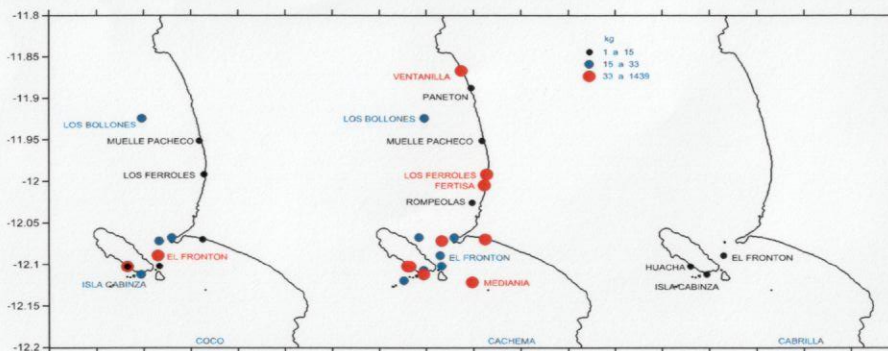 -11.8
-11.85
-11.9
-11.95
-12
-12.05
-12.1
-12.15
-12.2
LOS BOLLONES
MUELLE PACHECO
LOS FERROLES
EL FRONTON
ISLA CABINZA
COCO
VENTANILLA
PANETON
LOS BOLLONES
MUELLE PACHECO
LOS FERROLES
FERTISA
ROMPEOLAS
EL FRONTON
MEDIANIA
CACHEMA
kg
1 a 15
15 a 33
33 a 1439
EL FRONTON
HUACHA
ISLA CABINZA
CABRILLA